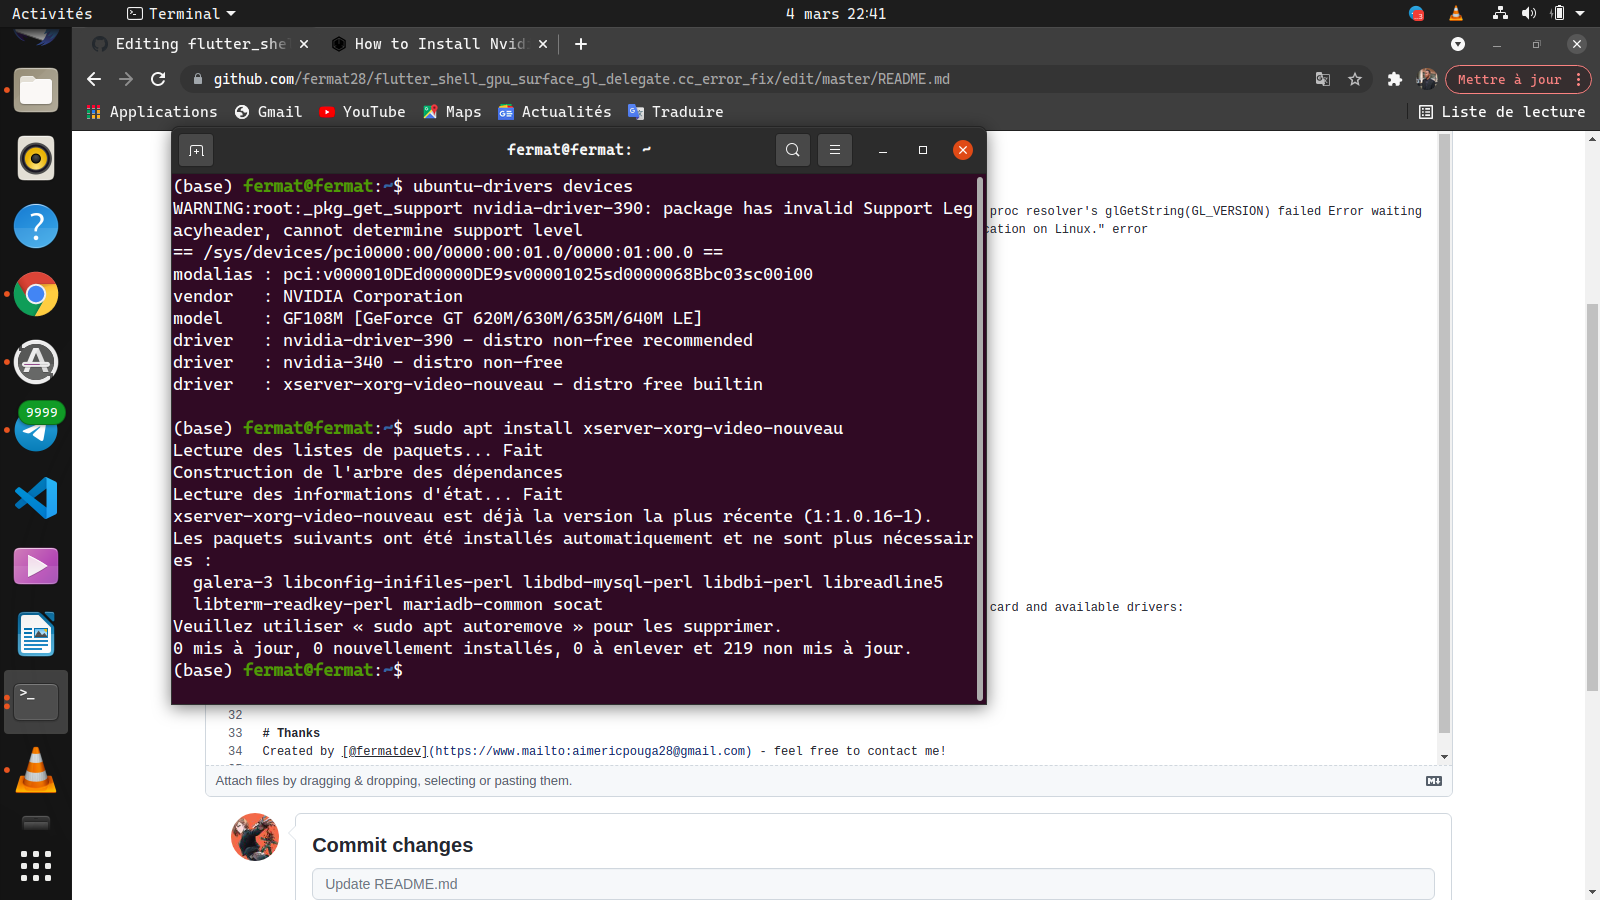 Activités
Terminal
4 mars 22:41
3
Editing flutter_she
How to Install Nvid
github.com/fermat28/flutter_shell_gpu_surface_gl_delegate.cc_error_fix/edit/master/README.md
Mettre à jour
Applications
Gmail
YouTube
Maps
Actualités
Traduire
Liste de lecture
fermat@fermat: ~
(base) fermat@fermat:~$ ubuntu-drivers devices
WARNING:root:_pkg_get_support nvidia-driver-390: package has invalid Support Leg
acyheader, cannot determine support level
== /sys/devices/pci0000:00/0000:00:01.0/0000:01:00.0 ==
modalias : pci:v000010DEd00000DE9sv00001025sd0000068Bbc03sc00i00
vendor   : NVIDIA Corporation
model    : GF108M [GeForce GT 620M/630M/635M/640M LE]
driver   : nvidia-driver-390 - distro non-free recommended
driver   : nvidia-340 - distro non-free
driver   : xserver-xorg-video-nouveau - distro free builtin
(base) fermat@fermat:~$ sudo apt install xserver-xorg-video-nouveau
Lecture des listes de paquets... Fait
Construction de l'arbre des dépendances
Lecture des informations d'état... Fait
xserver-xorg-video-nouveau est déjà la version la plus récente (1:1.0.16-1).
Les paquets suivants ont été installés automatiquement et ne sont plus nécessair
es :
  galera-3 libconfig-inifiles-perl libdbd-mysql-perl libdbi-perl libreadline5
  libterm-readkey-perl mariadb-common socat
Veuillez utiliser « sudo apt autoremove » pour les supprimer.
0 mis à jour, 0 nouvellement installés, 0 à enlever et 219 non mis à jour.
(base) fermat@fermat:~$
proc resolver's glGetString(GL_VERSION) failed Error waiting
cation on Linux." error
card and available drivers:
9999
32
33 # Thanks
34 Created by [@fermatdev](https://www.mailto:aimericpouga28@gmail.com) - feel free to contact me!
Attach files by dragging & dropping, selecting or pasting them.
Commit changes
Update README.md